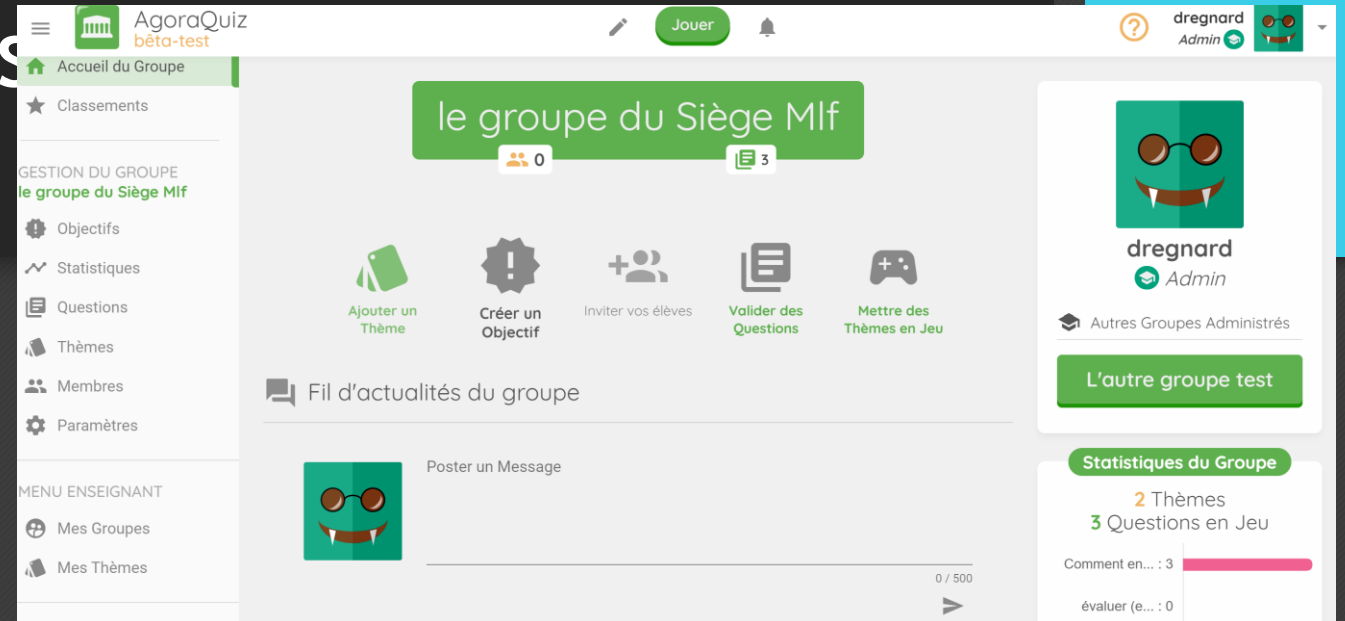 S
AgoraQuiz
bêta-test
Jouer
?
dregnard
Admin
Accueil du Groupe
Classements
GESTION DU GROUPE
le groupe du Siège Mlf
Objectifs
Statistiques
Questions
Thèmes
Membres
Paramètres
MENU ENSEIGNANT
Mes Groupes
Mes Thèmes
le groupe du Siège Mlf
0
3
Ajouter un
Thème
Créer un
Objectif
Inviter vos élèves
Valider des
Questions
Mettre des
Thèmes en Jeu
Fil d'actualités du groupe
Poster un Message
0 / 500
dregnard
Admin
Autres Groupes Administrés
L'autre groupe test
Statistiques du Groupe
2 Thèmes
3 Questions en Jeu
Comment en... : 3
évaluer (e... : 0